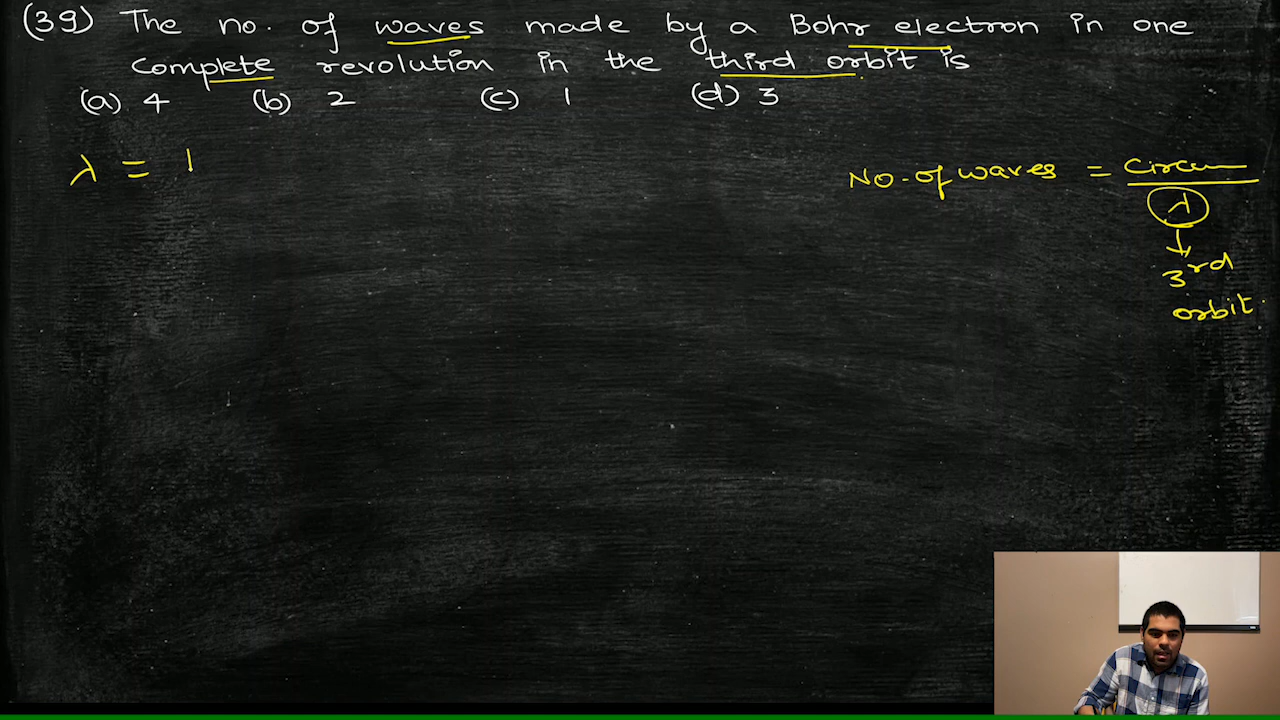 (39) The no. of waves made by a Bohr electron in one
complete revolution in the third orbit is
(a) 4 (b) 2 (c) 1 (d) 3
λ = 1
No. of waves = Circum
λ
↓
3rd
orbit.